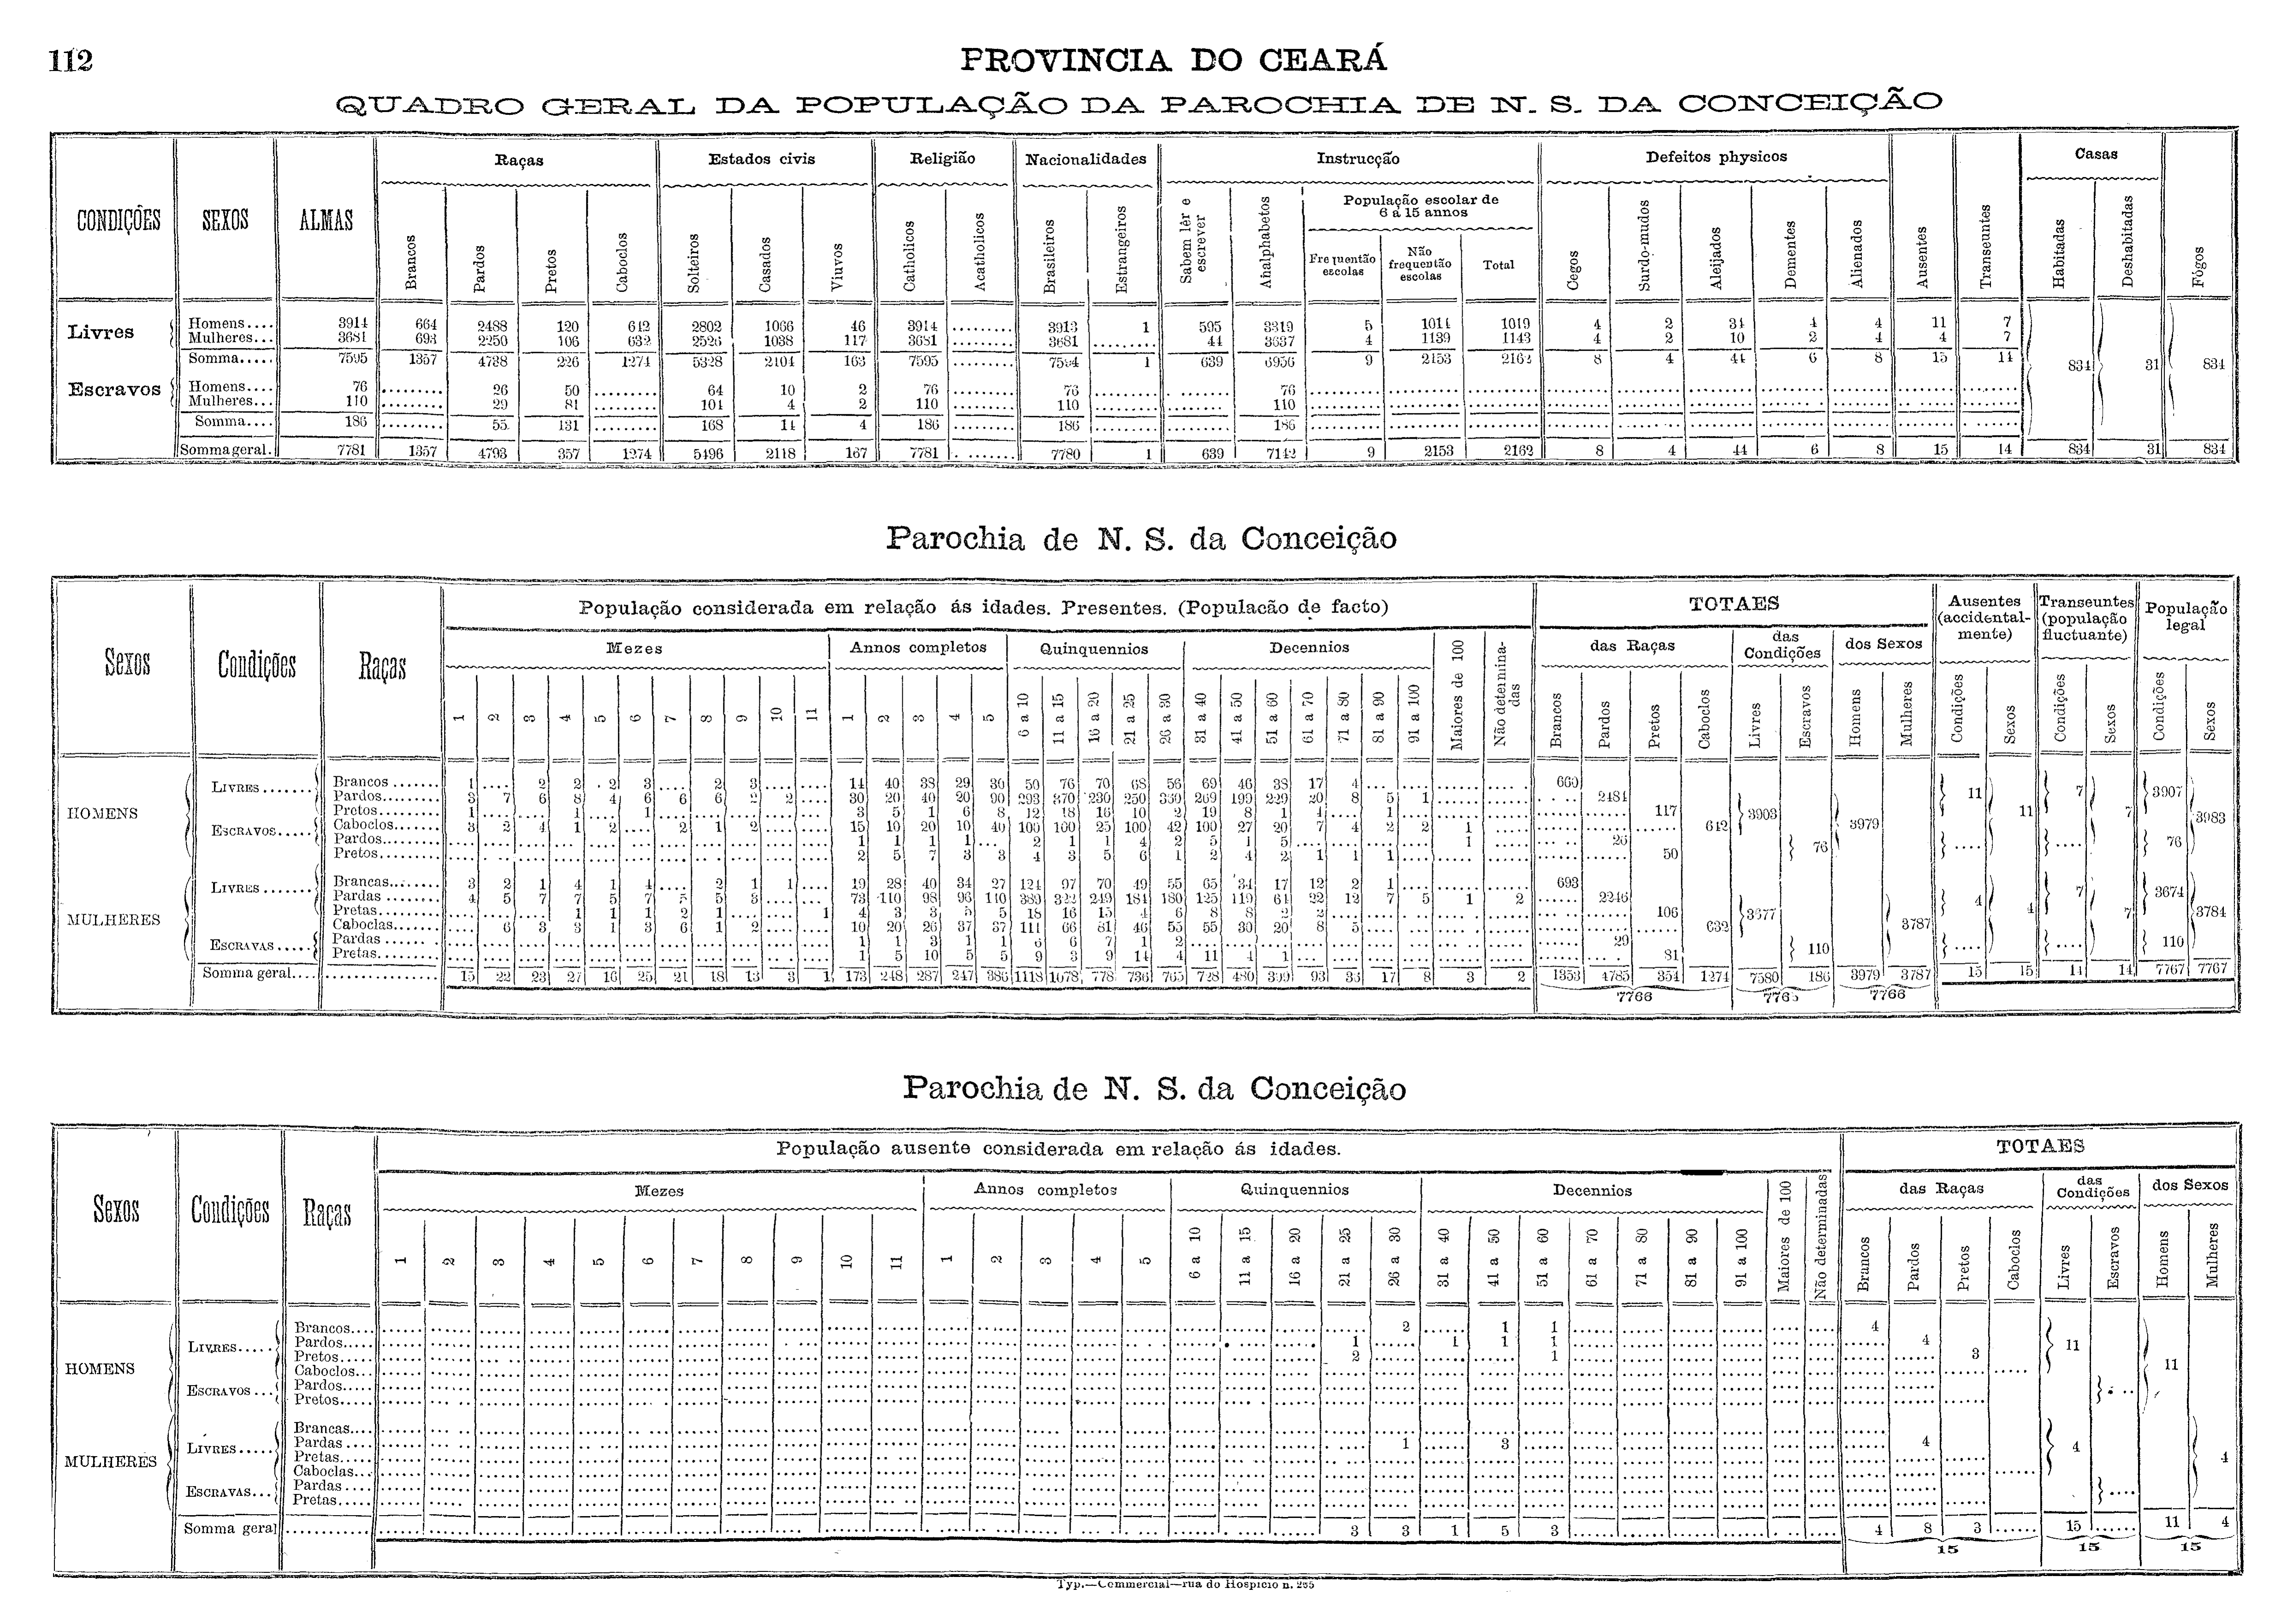 112
PROVINCIA DO CEARÁ
QUADRO GERAL DA POPULAÇÃO DA PAROCHIA DE N. S. DA CONCEIÇÃO
CONDIÇÕES SEXOS ALMAS Raças Estados civis Religião Nacionalidades Instrucção Defeitos physicos Ausentes Transeuntes Casas Fógos
População escolar de 6 a 15 annos
Brancos Pardos Pretos Caboclos Solteiros Casados Viuvos Catholicos Acatholicos Brasileiros Estrangeiros Sabem lêr e escrever Analphabetos Frequentão escolas Não frequentão escolas Total Cegos Surdo-mudos Aleijados Dementes Alienados Habitadas Deshabitadas
Livres Homens.... 3914 664 2488 120 642 2802 1066 46 3914 ......... 3913 1 595 3319 5 1014 1019 4 2 34 4 4 11 7
Mulheres... 3681 693 2250 106 632 2526 1038 117 3681 ......... 3681 ......... 44 3637 4 1139 1143 4 2 10 2 4 4 7
Somma..... 7595 1357 4738 226 1274 5328 2104 163 7595 ......... 7594 1 639 6956 9 2153 2162 8 4 44 6 8 15 14 834 31 834
Escravos Homens.... 76 ........ 26 50 ......... 64 10 2 76 ......... 76 ......... ........ 76
Mulheres... 110 ........ 29 81 ......... 104 4 2 110 ......... 110 ......... ........ 110
Somma.... 186 ........ 55 131 ......... 168 14 4 186 ......... 186 ......... ........ 186
Somma geral. 7781 1357 4793 357 1274 5496 2118 167 7781 ......... 7780 1 639 7142 9 2153 2162 8 4 44 6 8 15 14 834 31 834
Parochia de N. S. da Conceição
Sexos Condições Raças População considerada em relação ás idades. Presentes. (Populacão de facto) TOTAES Ausentes (accidentalmente) Transeuntes (população fluctuante) População legal
Mezes Annos completos Quinquennios Decennios Maiores de 100 Não determinadas das Raças das Condições dos Sexos
1 2 3 4 5 6 7 8 9 10 11 1 2 3 4 5 6 a 10 11 a 15 16 a 20 21 a 25 26 a 30 31 a 40 41 a 50 51 a 60 61 a 70 71 a 80 81 a 90 91 a 100 Brancos Pardos Pretos Caboclos Livres Escravos Homens Mulheres Condições Sexos Condições Sexos Condições Sexos
HOMENS LIVRES....... Brancos ....... 1 .... 2 2 2 3 .... 2 3 .... .... 14 40 38 29 30 50 76 70 68 56 69 46 38 17 4 660
Pardos........ 3 7 6 8 4 6 6 6 2 2 .... 30 20 40 20 90 293 370 230 250 330 269 199 229 20 8 5 1 2484 11 7 3907
Pretos........ 1 .... .... 1 .... 1 .... 3 5 1 6 8 12 18 16 10 2 19 8 1 4 .... 1 117 3903 11 7 3983
ESCRAVOS..... Caboclos....... 3 2 4 1 2 .... 2 1 2 .... .... 15 10 20 10 40 100 100 25 100 42 100 27 20 7 4 2 2 1 642 3979
Pardos........ 1 1 1 1 ... 2 1 1 4 2 5 1 5 1 26 76 76
Pretos........ 2 5 7 3 3 4 3 5 6 1 2 4 2 1 1 1 50
MULHERES LIVRES....... Brancas........ 3 2 1 4 1 4 .... 2 1 1 .... 19 28 40 34 27 124 97 70 49 55 65 34 17 12 2 1 693
Pardas ....... 4 5 7 7 5 7 5 5 3 .... .... 73 110 98 96 110 389 322 249 184 180 125 119 64 22 12 7 5 1 2 2246 4 7 3674
Pretas........ 1 1 1 2 1 .... .... 1 4 3 3 5 5 18 16 15 4 6 8 8 2 2 106 3677 4 7 3784
Caboclas....... .... 6 3 3 1 3 6 1 2 .... .... 10 20 26 37 37 111 66 81 46 55 55 30 20 8 5 632 3787
ESCRAVAS..... Pardas ....... 1 1 3 1 1 6 6 7 1 2 29 110 110
Pretas........ 1 5 10 5 5 9 3 9 14 4 11 4 1 81
Somma geral.... 15 22 23 27 16 25 21 18 13 3 1 173 248 287 247 386 1118 1078 778 736 765 728 480 399 93 35 17 8 3 2 1353 4785 354 1274 7580 186 3979 3787 15 15 14 14 7767 7767
7766 7766 7766
Parochia de N. S. da Conceição
Sexos Condições Raças População ausente considerada em relação ás idades. TOTAES
Mezes Annos completos Quinquennios Decennios Maiores de 100 Não determinadas das Raças das Condições dos Sexos
1 2 3 4 5 6 7 8 9 10 11 1 2 3 4 5 6 a 10 11 a 15 16 a 20 21 a 25 26 a 30 31 a 40 41 a 50 51 a 60 61 a 70 71 a 80 81 a 90 91 a 100 Brancos Pardos Pretos Caboclos Livres Escravos Homens Mulheres
HOMENS LIVRES..... Brancos.... 2 ...... 1 1 4
Pardos..... 1 ...... 1 1 1 4 11
Pretos..... 2 ...... 1 3 11
Caboclos...
ESCRAVOS... Pardos.....
Pretos.....
MULHERES LIVRES..... Brancas....
Pardas .... 1 ...... 3 4 4
Pretas..... 4
Caboclas...
ESCRAVAS... Pardas .....
Pretas.....
Somma geral ........... 3 3 1 5 3 4 8 3 ...... 15 ...... 11 4
15 15 15
Typ.—Commercial—rua do Hospicio n. 255